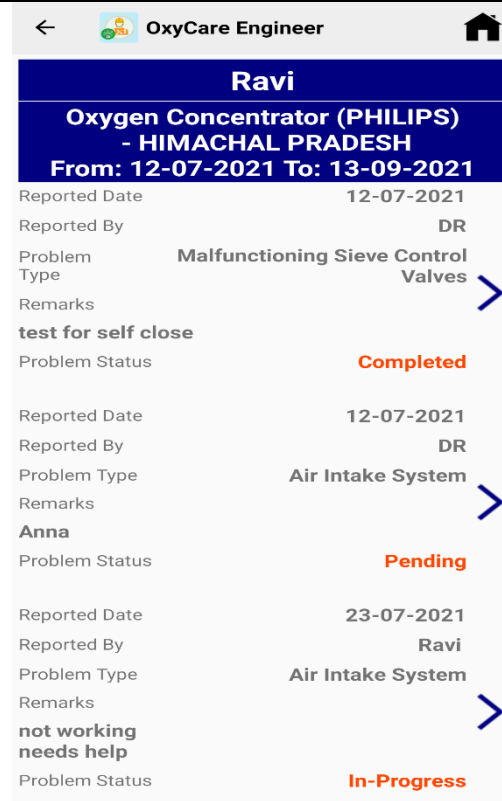 OxyCare Engineer
Ravi
Oxygen Concentrator (PHILIPS)
- HIMACHAL PRADESH
From: 12-07-2021 To: 13-09-2021
Reported Date 12-07-2021
Reported By DR
Problem Type Malfunctioning Sieve Control Valves
Remarks
test for self close
Problem Status Completed
Reported Date 12-07-2021
Reported By DR
Problem Type Air Intake System
Remarks
Anna
Problem Status Pending
Reported Date 23-07-2021
Reported By Ravi
Problem Type Air Intake System
Remarks
not working
needs help
Problem Status In-Progress